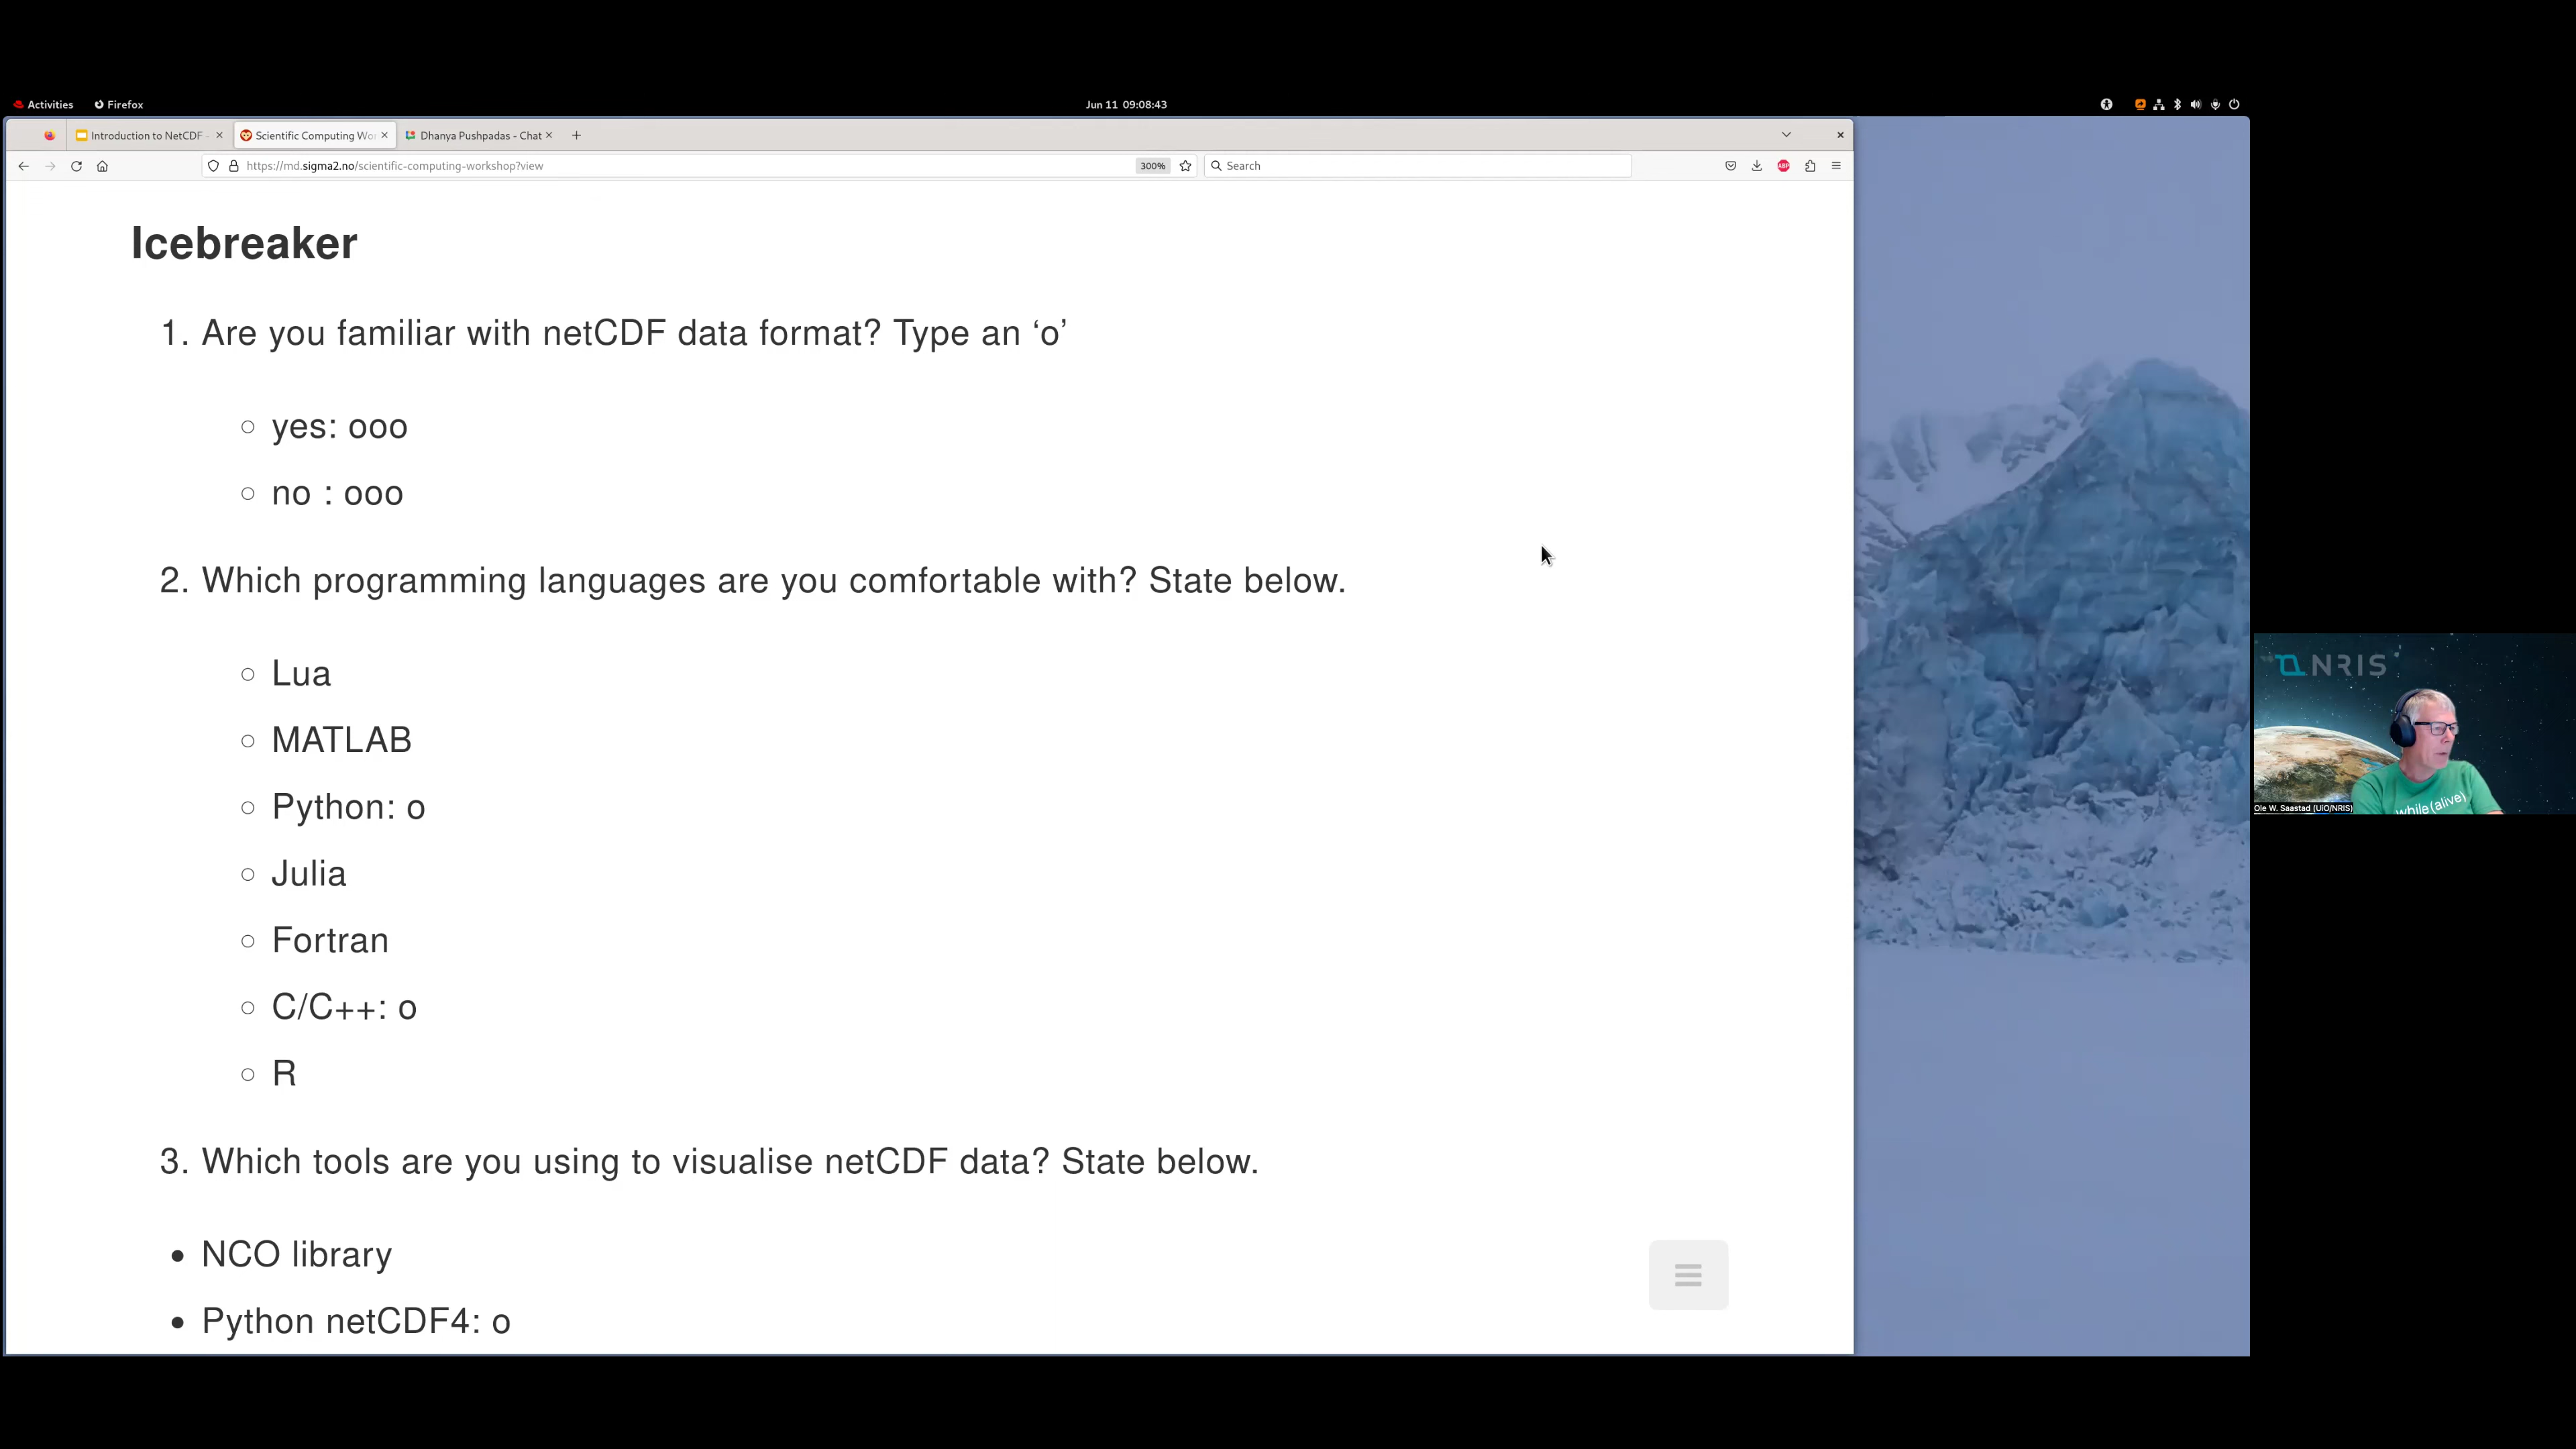 Activities Firefox Jun 11 09:08:43
Introduction to NetCDF - Scientific Computing Wor Dhanya Pushpadas - Chat
https://md.sigma2.no/scientific-computing-workshop?view 300% Search
ABP
Icebreaker
1. Are you familiar with netCDF data format? Type an ‘o’
yes: ooo
no : ooo
2. Which programming languages are you comfortable with? State below.
Lua
MATLAB
Python: o
Julia
Fortran
C/C++: o
R
3. Which tools are you using to visualise netCDF data? State below.
NCO library
Python netCDF4: o
NRIS
while(alive)
Ole W. Saastad (UiO/NRIS)